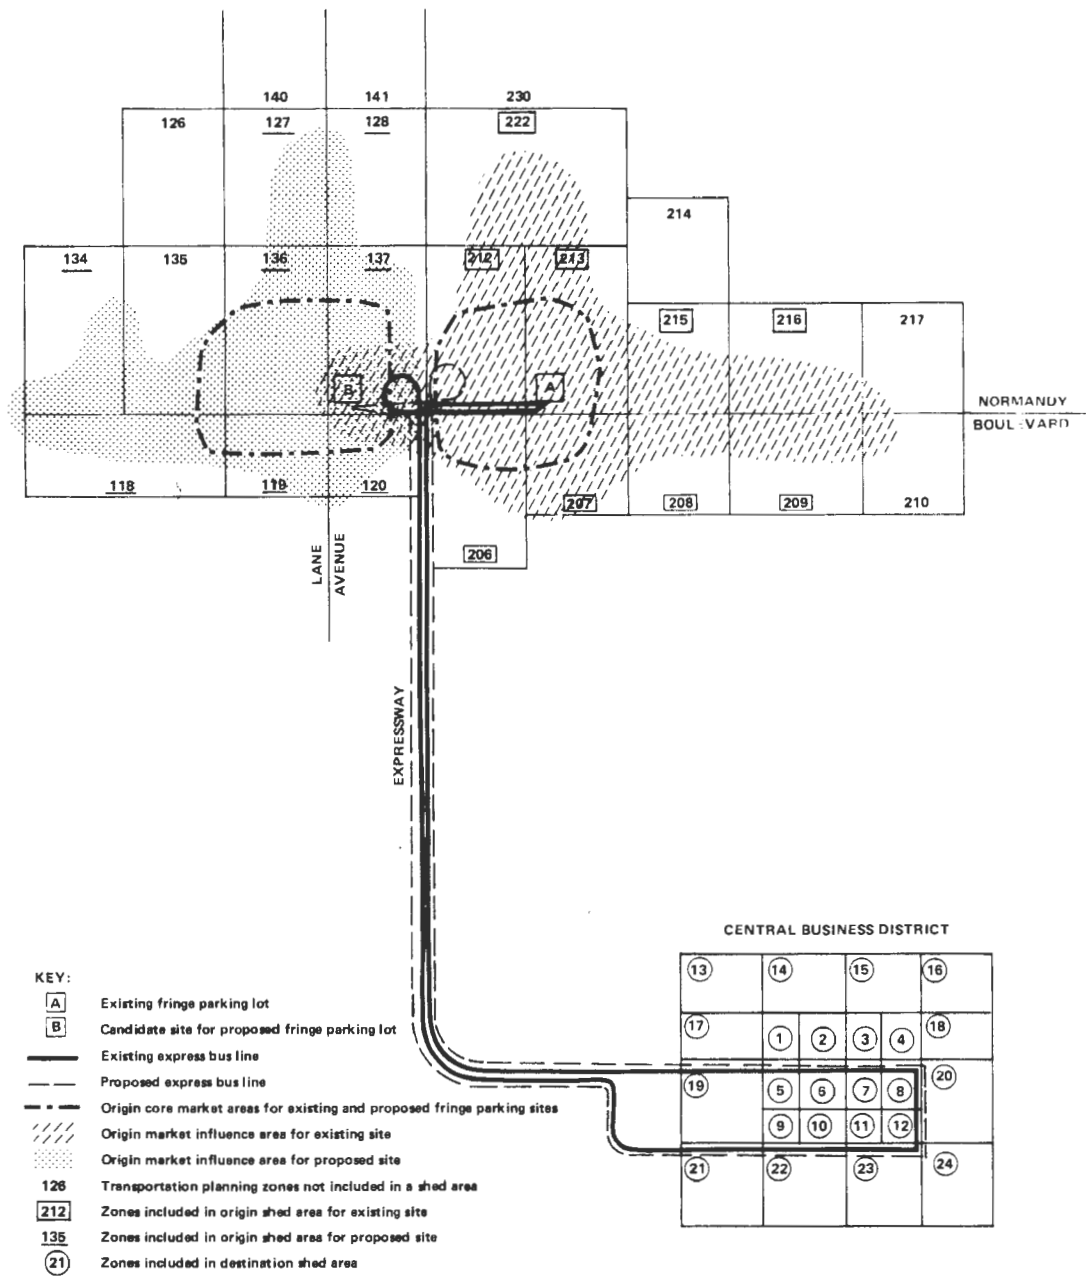 140 141 230
126 127 128 222
214
134 135 136 137 212 213
215 216 217
B A
NORMANDY
BOULEVARD
118 119 120 207 208 209 210
206
LANE
AVENUE
EXPRESSWAY
CENTRAL BUSINESS DISTRICT
13 14 15 16
17 1 2 3 4 18
19 5 6 7 8 20
9 10 11 12
21 22 23 24
KEY:
A Existing fringe parking lot
B Candidate site for proposed fringe parking lot
Existing express bus line
Proposed express bus line
Origin core market areas for existing and proposed fringe parking sites
Origin market influence area for existing site
Origin market influence area for proposed site
126 Transportation planning zones not included in a shed area
212 Zones included in origin shed area for existing site
135 Zones included in origin shed area for proposed site
21 Zones included in destination shed area